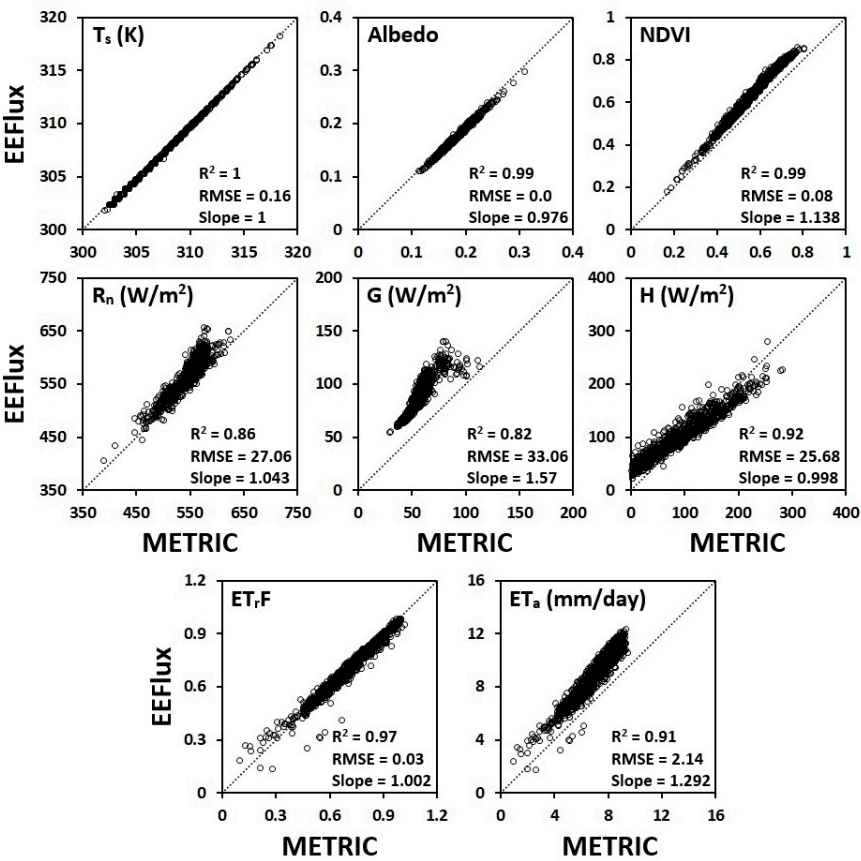 Tₛ (K)
EEFlux
320
315
310
305
300
300 305 310 315 320
R² = 1
RMSE = 0.16
Slope = 1
Albedo
0.4
0.3
0.2
0.1
0
0 0.1 0.2 0.3 0.4
R² = 0.99
RMSE = 0.0
Slope = 0.976
NDVI
1
0.8
0.6
0.4
0.2
0
0 0.2 0.4 0.6 0.8 1
R² = 0.99
RMSE = 0.08
Slope = 1.138
Rₙ (W/m²)
EEFlux
750
650
550
450
350
350 450 550 650 750
METRIC
R² = 0.86
RMSE = 27.06
Slope = 1.043
G (W/m²)
200
150
100
50
0
0 50 100 150 200
METRIC
R² = 0.82
RMSE = 33.06
Slope = 1.57
H (W/m²)
400
300
200
100
0
0 100 200 300 400
METRIC
R² = 0.92
RMSE = 25.68
Slope = 0.998
ETᵣF
EEFlux
1.2
0.9
0.6
0.3
0
0 0.3 0.6 0.9 1.2
METRIC
R² = 0.97
RMSE = 0.03
Slope = 1.002
ETₐ (mm/day)
16
12
8
4
0
0 4 8 12 16
METRIC
R² = 0.91
RMSE = 2.14
Slope = 1.292